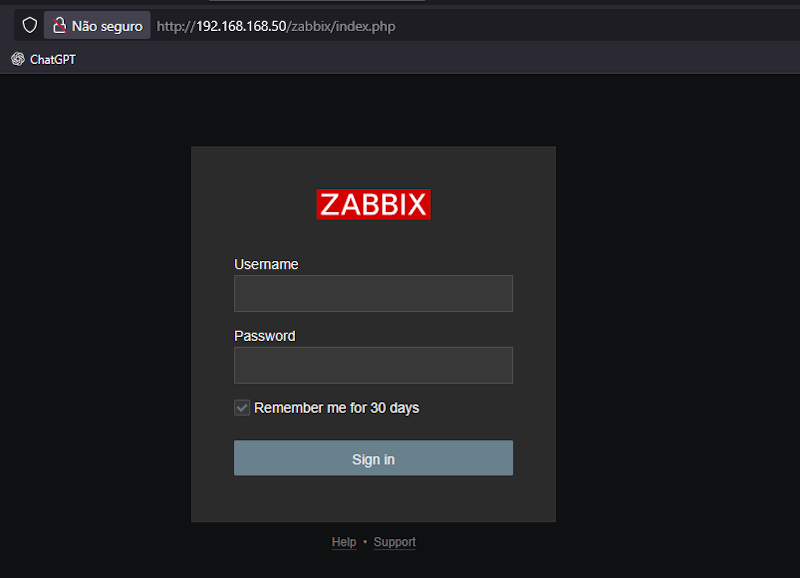 Não seguro http://192.168.168.50/zabbix/index.php
ChatGPT
ZABBIX
Username
Password
Remember me for 30 days
Sign in
Help • Support